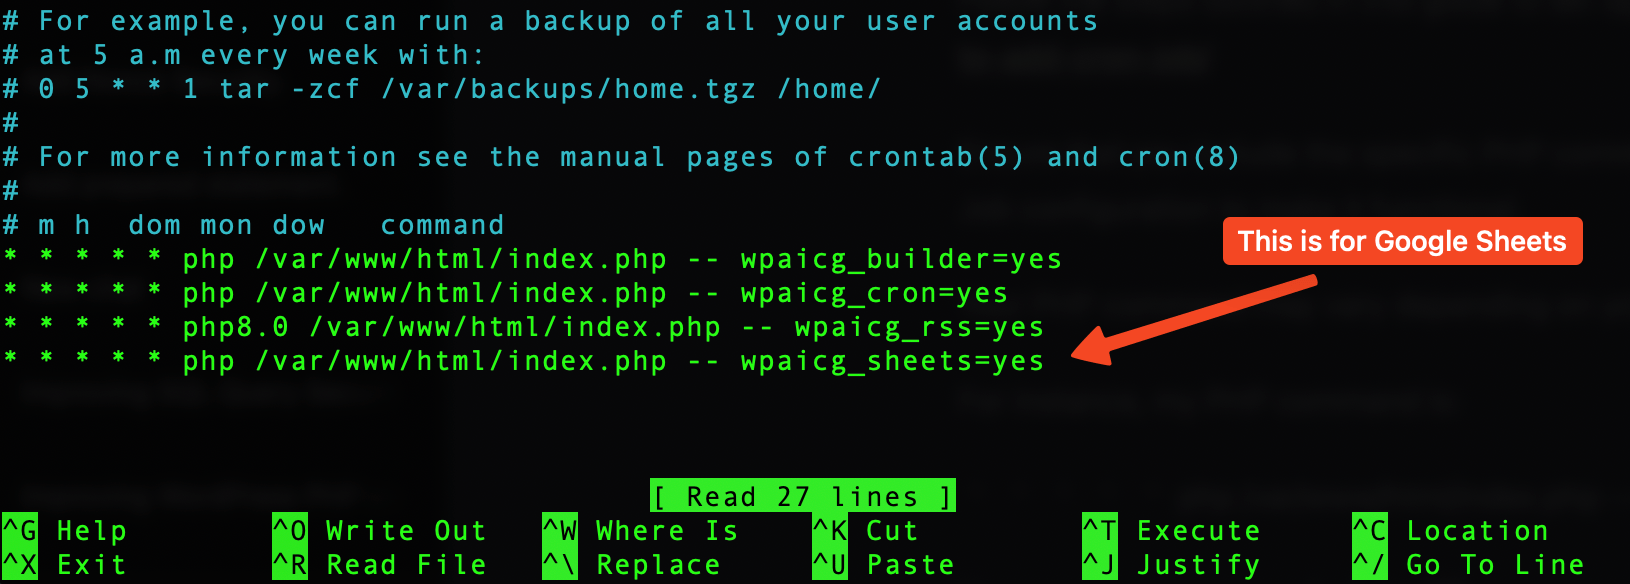 # For example, you can run a backup of all your user accounts
# at 5 a.m every week with:
# 0 5 * * 1 tar -zcf /var/backups/home.tgz /home/
#
# For more information see the manual pages of crontab(5) and cron(8)
#
# m h  dom mon dow   command
* * * * * php /var/www/html/index.php -- wpaicg_builder=yes
* * * * * php /var/www/html/index.php -- wpaicg_cron=yes
* * * * * php8.0 /var/www/html/index.php -- wpaicg_rss=yes
* * * * * php /var/www/html/index.php -- wpaicg_sheets=yes
This is for Google Sheets
[ Read 27 lines ]
^G Help ^O Write Out ^W Where Is ^K Cut ^T Execute ^C Location
^X Exit ^R Read File ^\ Replace ^U Paste ^J Justify ^/ Go To Line